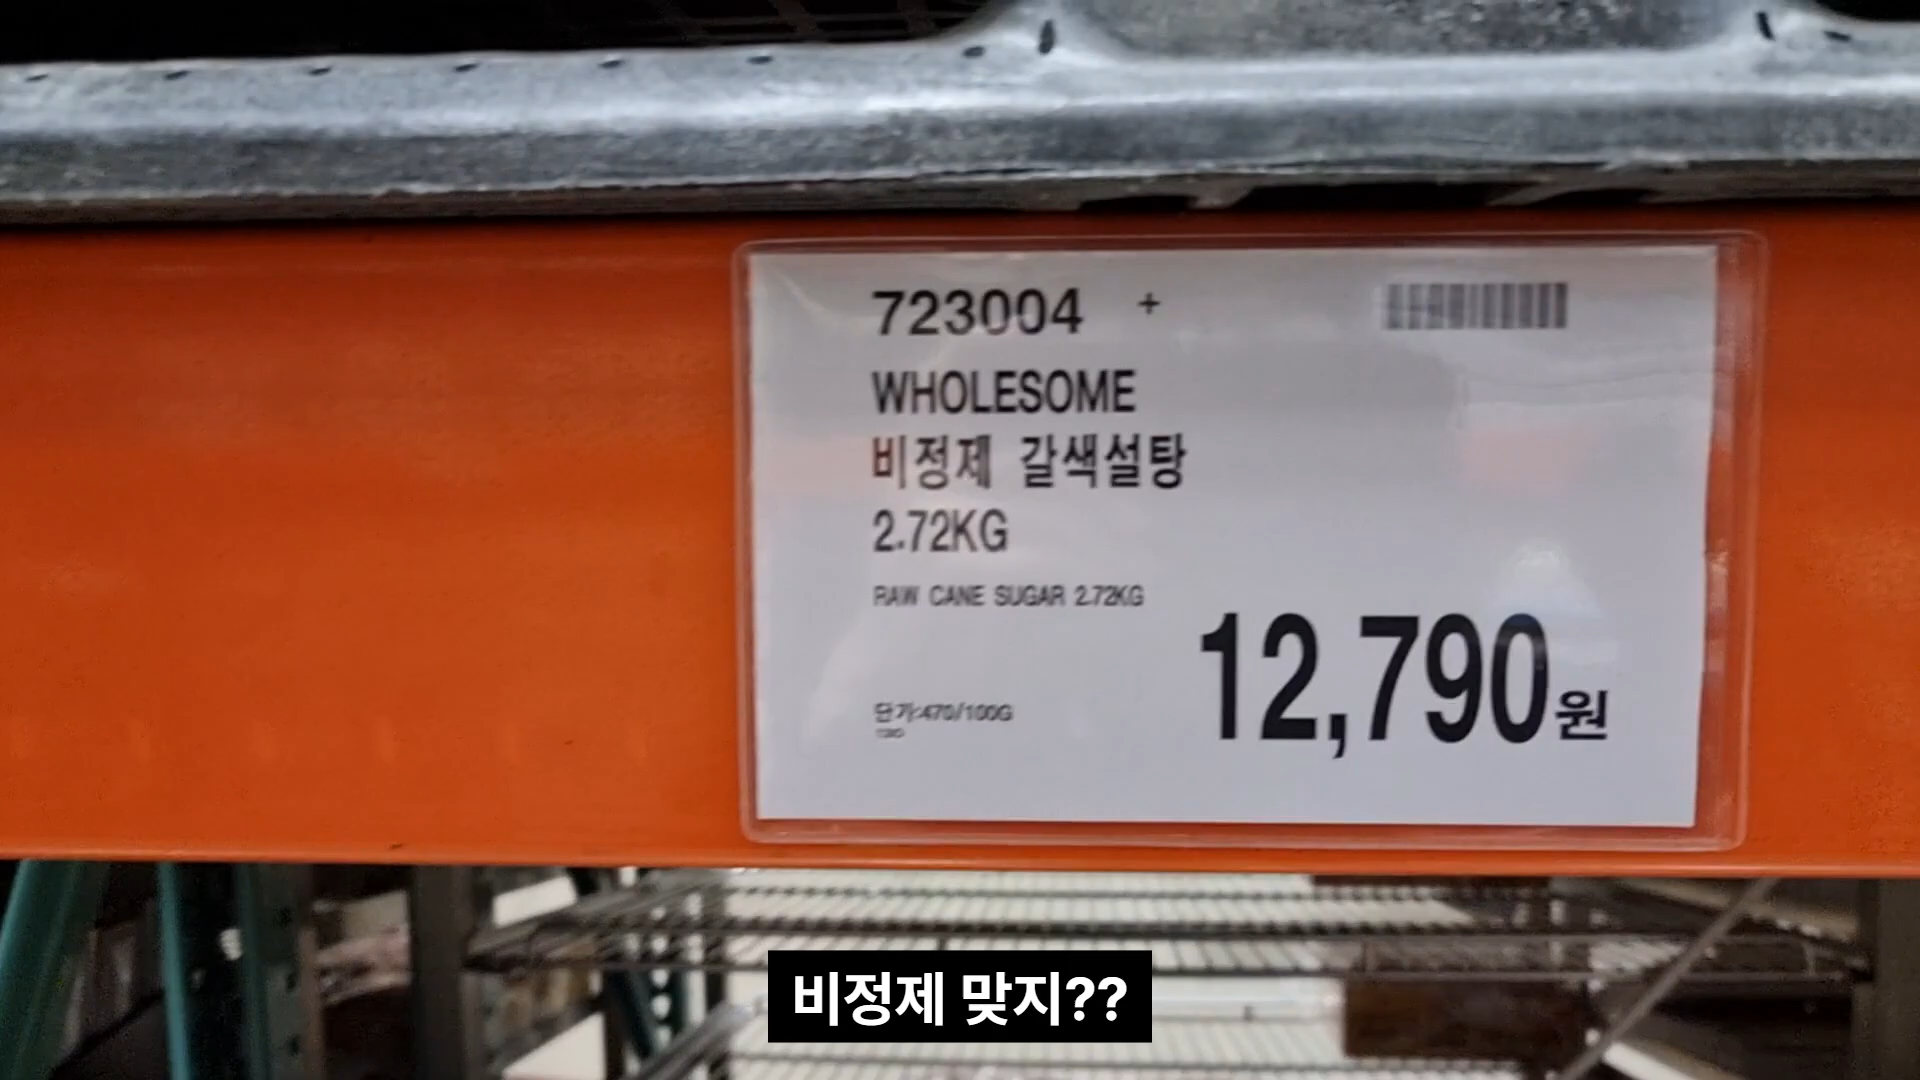 723004 +
WHOLESOME
비정제 갈색설탕
2.72KG
RAW CANE SUGAR 2.72KG
12,790원
단가:470/100G
비정제 맞지??